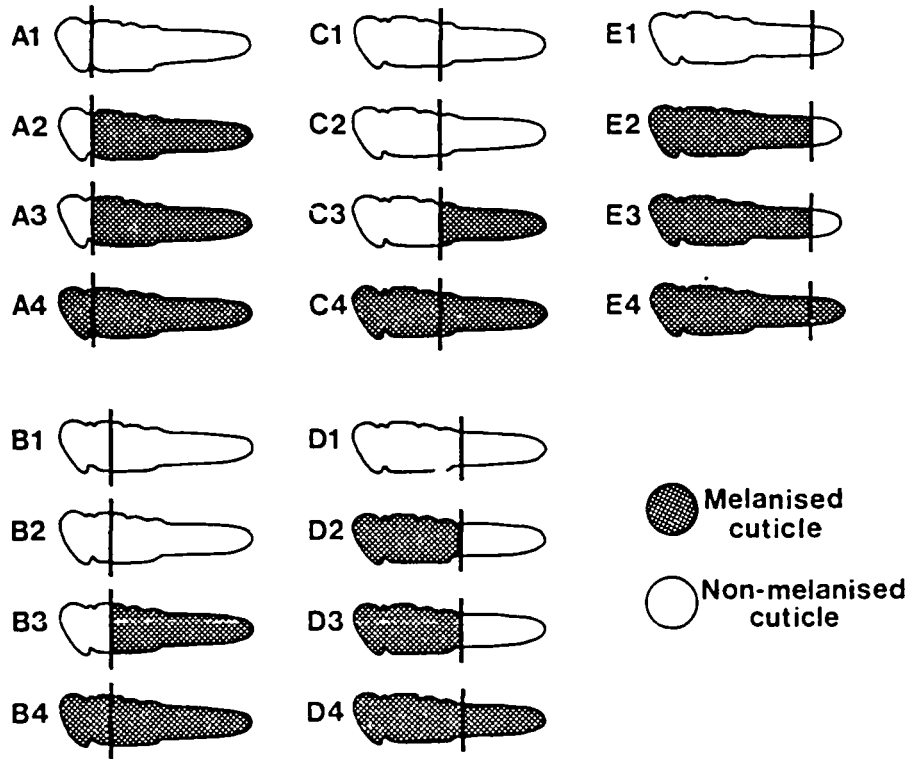 A1
C1
E1
A2
C2
E2
A3
C3
E3
A4
C4
E4
B1
D1
B2
D2
B3
D3
B4
D4
Melanised
cuticle
Non-melanised
cuticle